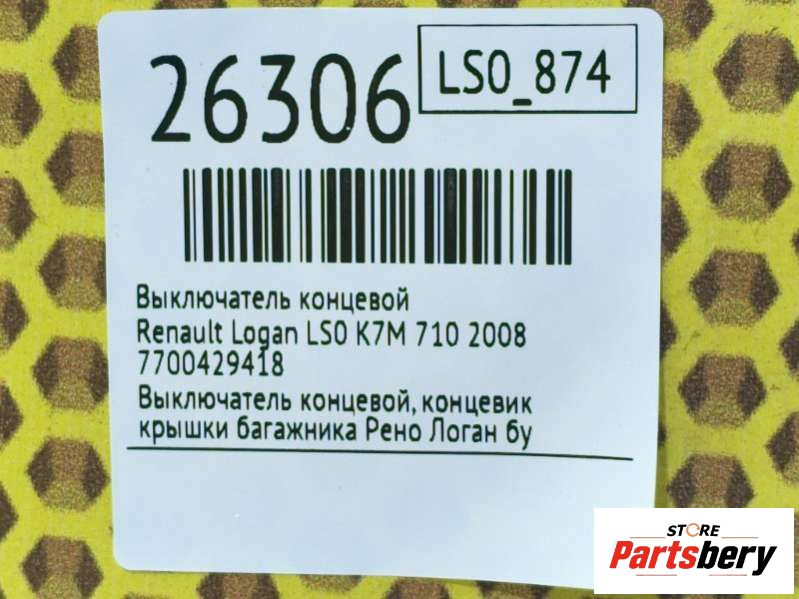 26306
LS0_874
Выключатель концевой
Renault Logan LS0 K7M 710 2008
7700429418
Выключатель концевой, концевик
крышки багажника Рено Логан бу
STORE
Partsbery